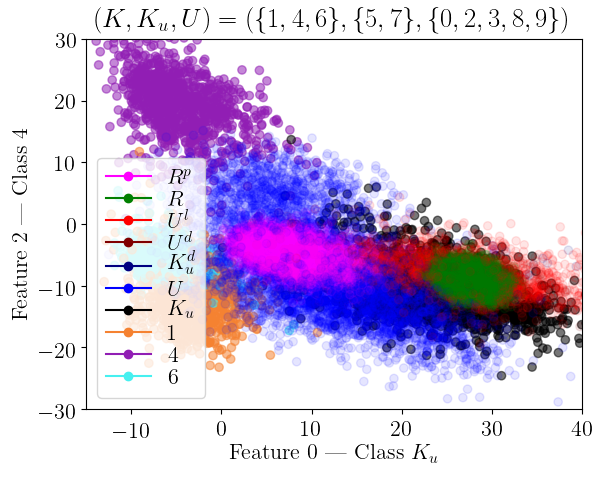 (K, K_u, U) = ({1, 4, 6}, {5, 7}, {0, 2, 3, 8, 9})
30
20
10
0
−10
−20
−30
Feature 2 — Class 4
R^p
R
U^l
U^d
K_u^d
U
K_u
1
4
6
−10
0
10
20
30
40
Feature 0 — Class K_u